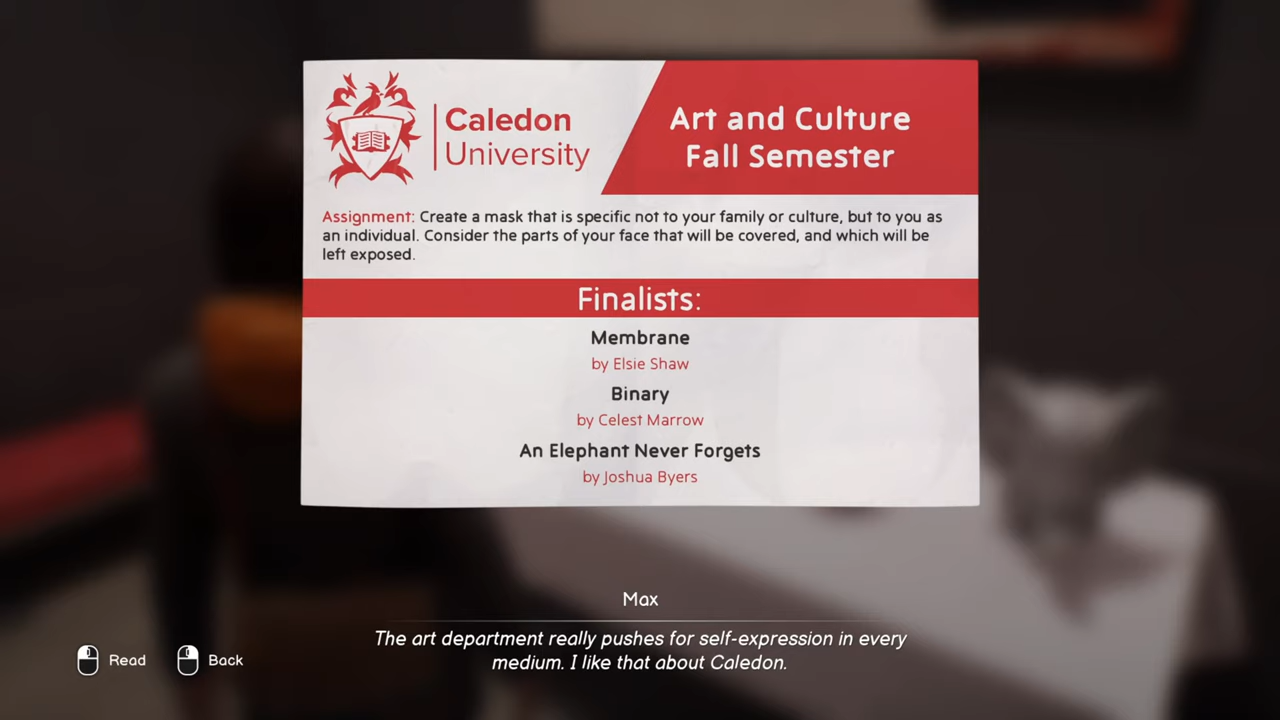 Caledon
University
Art and Culture
Fall Semester
Assignment: Create a mask that is specific not to your family or culture, but to you as
an individual. Consider the parts of your face that will be covered, and which will be
left exposed.
Finalists:
Membrane
by Elsie Shaw
Binary
by Celest Marrow
An Elephant Never Forgets
by Joshua Byers
Max
The art department really pushes for self-expression in every
medium. I like that about Caledon.
Read
Back